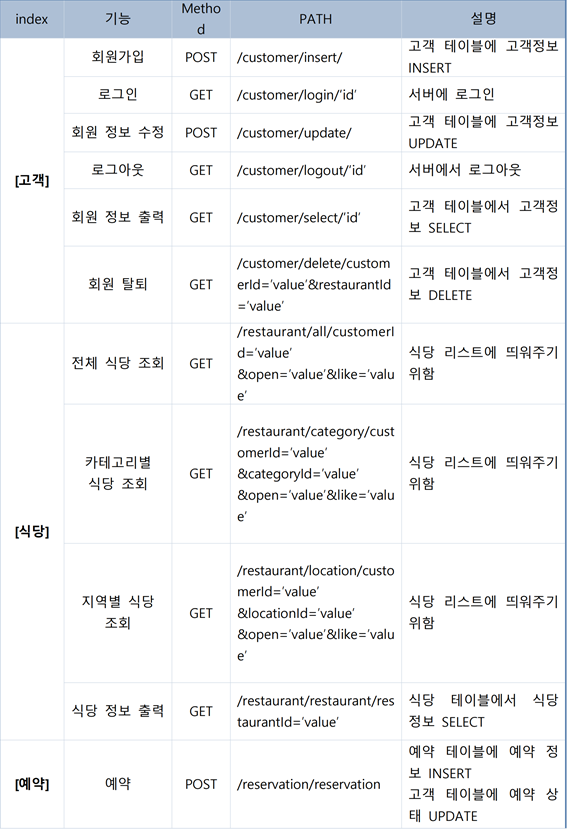 index 기능 Metho 설명
d PATH
[고객]
회원가입 POST /customer/insert/ 고객 테이블에 고객정보
INSERT
로그인 GET /customer/login/'id' 서버에 로그인
회원 정보 수정 POST /customer/update/ 고객 테이블에 고객정보
UPDATE
로그아웃 GET /customer/logout/'id' 서버에서 로그아웃
회원 정보 출력 GET /customer/select/'id' 고객 테이블에서 고객정
보 SELECT
회원 탈퇴 GET /customer/delete/custom
erId='value'&restaurantId
='value'
고객 테이블에서 고객정
보 DELETE
[식당]
전체 식당 조회 GET /restaurant/all/customerI
d='value'
&open='value'&like='valu
e'
식당 리스트에 띄워주기
위함
카테고리별
식당 조회
GET
/restaurant/category/cust
omerId='value'
&categoryId='value'
&open='value'&like='valu
e'
식당 리스트에 띄워주기
위함
지역별 식당
조회
GET
/restaurant/location/custo
merId='value'
&locationId='value'
&open='value'&like='valu
e'
식당 리스트에 띄워주기
위함
식당 정보 출력 GET /restaurant/restaurant/res
taurantId='value'
식당 테이블에서 식당
정보 SELECT
[예약]
예약 POST /reservation/reservation
예약 테이블에 예약 정
보 INSERT
고객 테이블에 예약 상
태 UPDATE